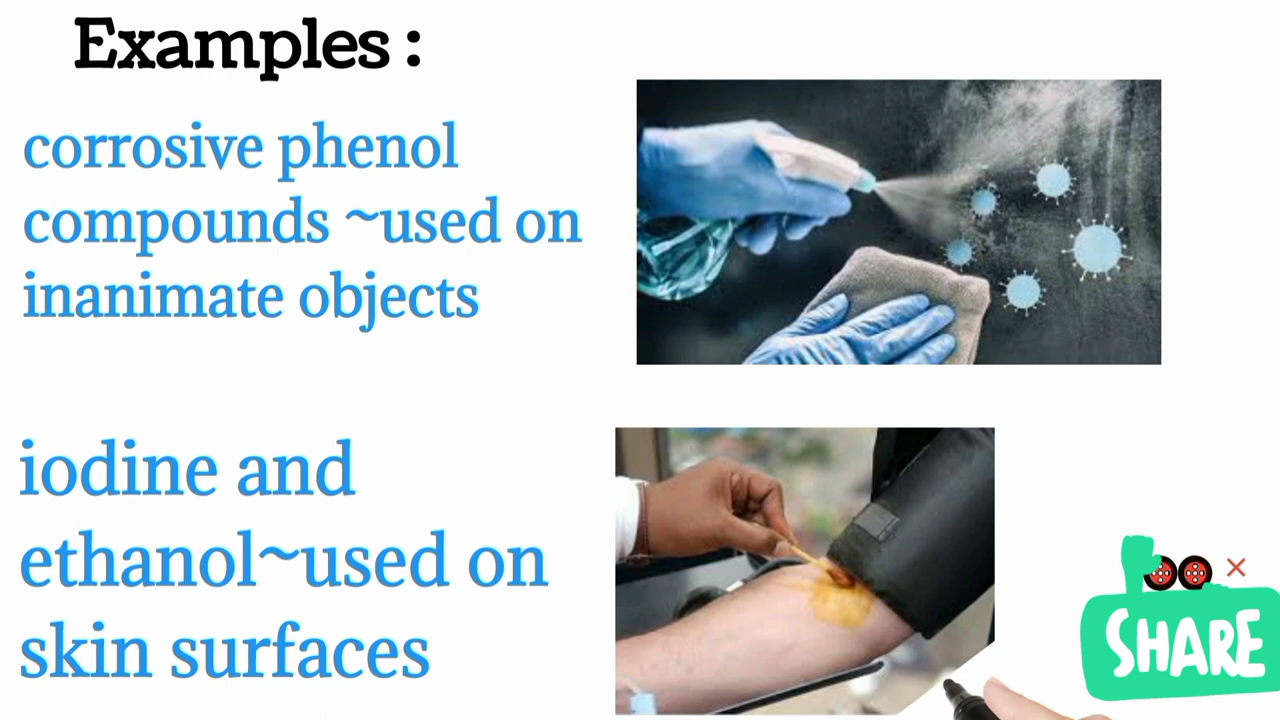 Examples :
corrosive phenol
compounds ~used on
inanimate objects
iodine and
ethanol~used on
skin surfaces
SHARE